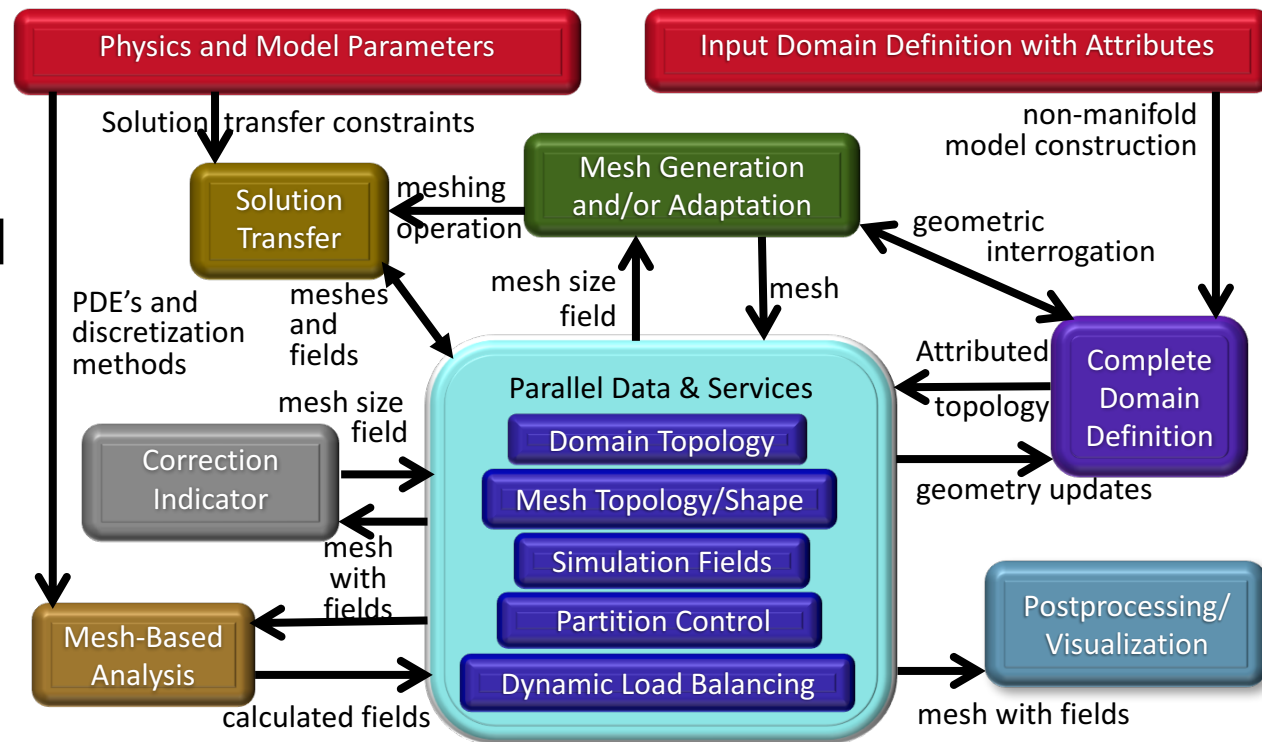 Physics and Model Parameters
Input Domain Definition with Attributes
Solution transfer constraints
non-manifold
model construction
Mesh Generation
and/or Adaptation
Solution
Transfer
meshing
operation
geometric
interrogation
PDE's and
discretization
methods
meshes
and
fields
mesh size
field
mesh
Complete
Domain
Definition
Attributed
topology
Parallel Data & Services
Domain Topology
Mesh Topology/Shape
Simulation Fields
Partition Control
Dynamic Load Balancing
mesh size
field
Correction
Indicator
geometry updates
mesh
with
fields
Mesh-Based
Analysis
calculated fields
Postprocessing/
Visualization
mesh with fields